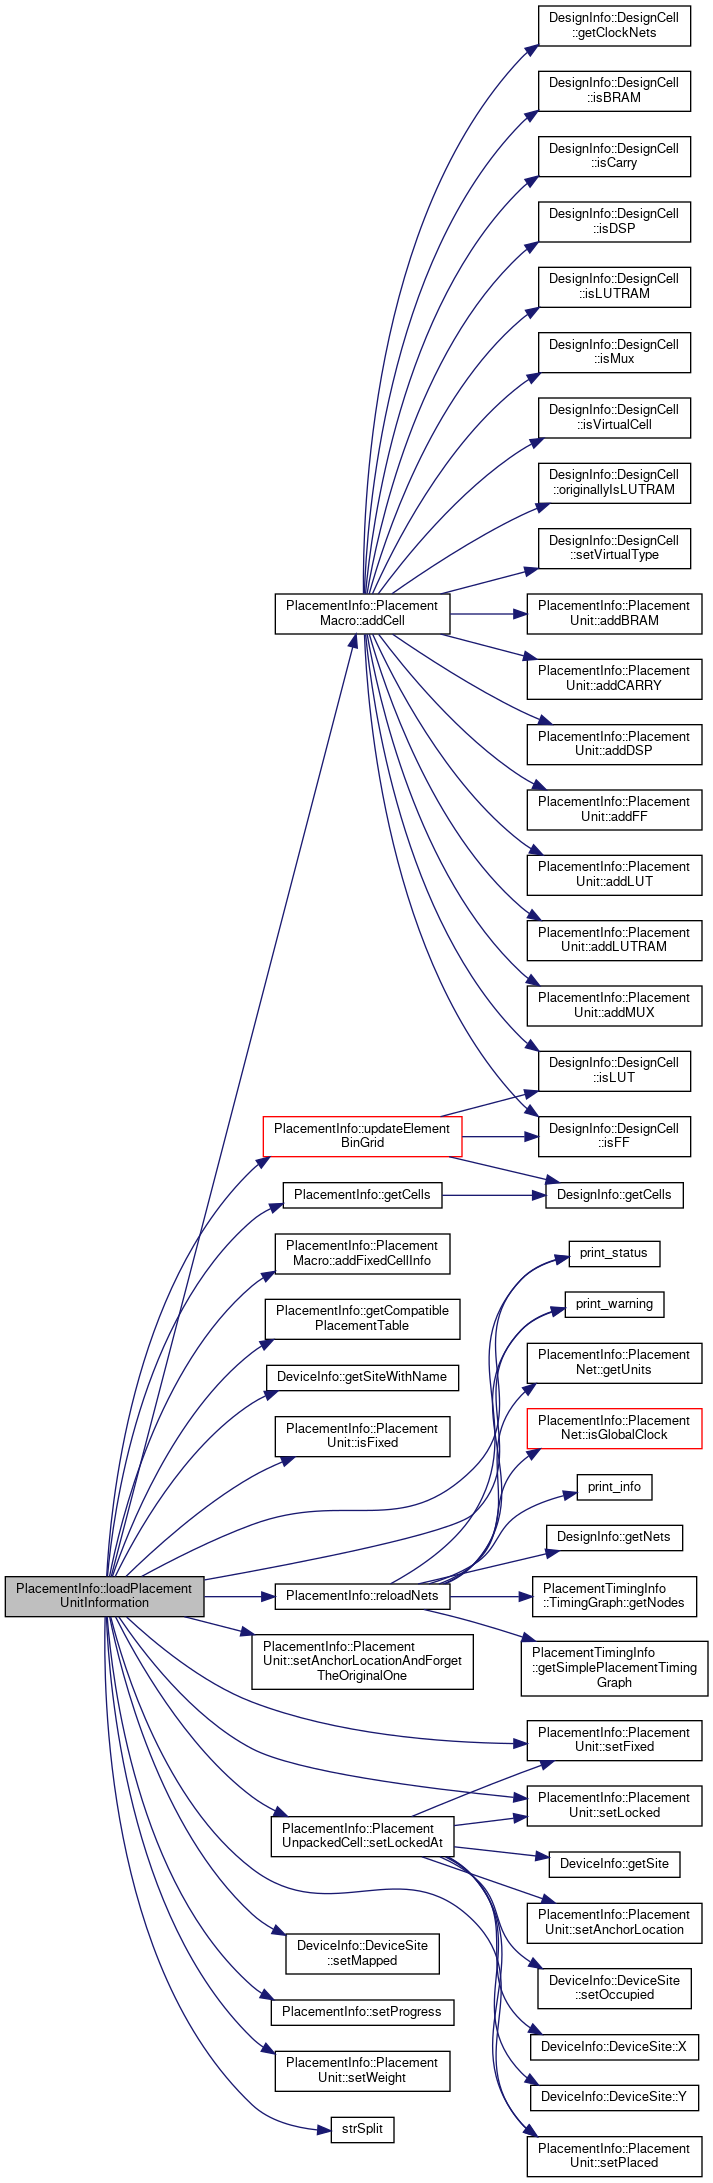 DesignInfo::DesignCell
::getClockNets
DesignInfo::DesignCell
::isBRAM
DesignInfo::DesignCell
::isCarry
DesignInfo::DesignCell
::isDSP
DesignInfo::DesignCell
::isLUTRAM
DesignInfo::DesignCell
::isMux
DesignInfo::DesignCell
::isVirtualCell
DesignInfo::DesignCell
::originallyIsLUTRAM
DesignInfo::DesignCell
::setVirtualType
PlacementInfo::Placement
Macro::addCell
PlacementInfo::Placement
Unit::addBRAM
PlacementInfo::Placement
Unit::addCARRY
PlacementInfo::Placement
Unit::addDSP
PlacementInfo::Placement
Unit::addFF
PlacementInfo::Placement
Unit::addLUT
PlacementInfo::Placement
Unit::addLUTRAM
PlacementInfo::Placement
Unit::addMUX
DesignInfo::DesignCell
::isLUT
PlacementInfo::updateElement
BinGrid
DesignInfo::DesignCell
::isFF
PlacementInfo::getCells
DesignInfo::getCells
PlacementInfo::Placement
Macro::addFixedCellInfo
print_status
PlacementInfo::getCompatible
PlacementTable
print_warning
DeviceInfo::getSiteWithName
PlacementInfo::Placement
Net::getUnits
PlacementInfo::Placement
Unit::isFixed
PlacementInfo::Placement
Net::isGlobalClock
print_info
DesignInfo::getNets
PlacementInfo::loadPlacement
UnitInformation
PlacementInfo::reloadNets
PlacementTimingInfo
::TimingGraph::getNodes
PlacementInfo::Placement
Unit::setAnchorLocationAndForget
TheOriginalOne
PlacementTimingInfo
::getSimplePlacementTiming
Graph
PlacementInfo::Placement
Unit::setFixed
PlacementInfo::Placement
Unit::setLocked
PlacementInfo::Placement
UnpackedCell::setLockedAt
DeviceInfo::getSite
PlacementInfo::Placement
Unit::setAnchorLocation
DeviceInfo::DeviceSite
::setMapped
DeviceInfo::DeviceSite
::setOccupied
PlacementInfo::setProgress
DeviceInfo::DeviceSite::X
PlacementInfo::Placement
Unit::setWeight
DeviceInfo::DeviceSite::Y
strSplit
PlacementInfo::Placement
Unit::setPlaced